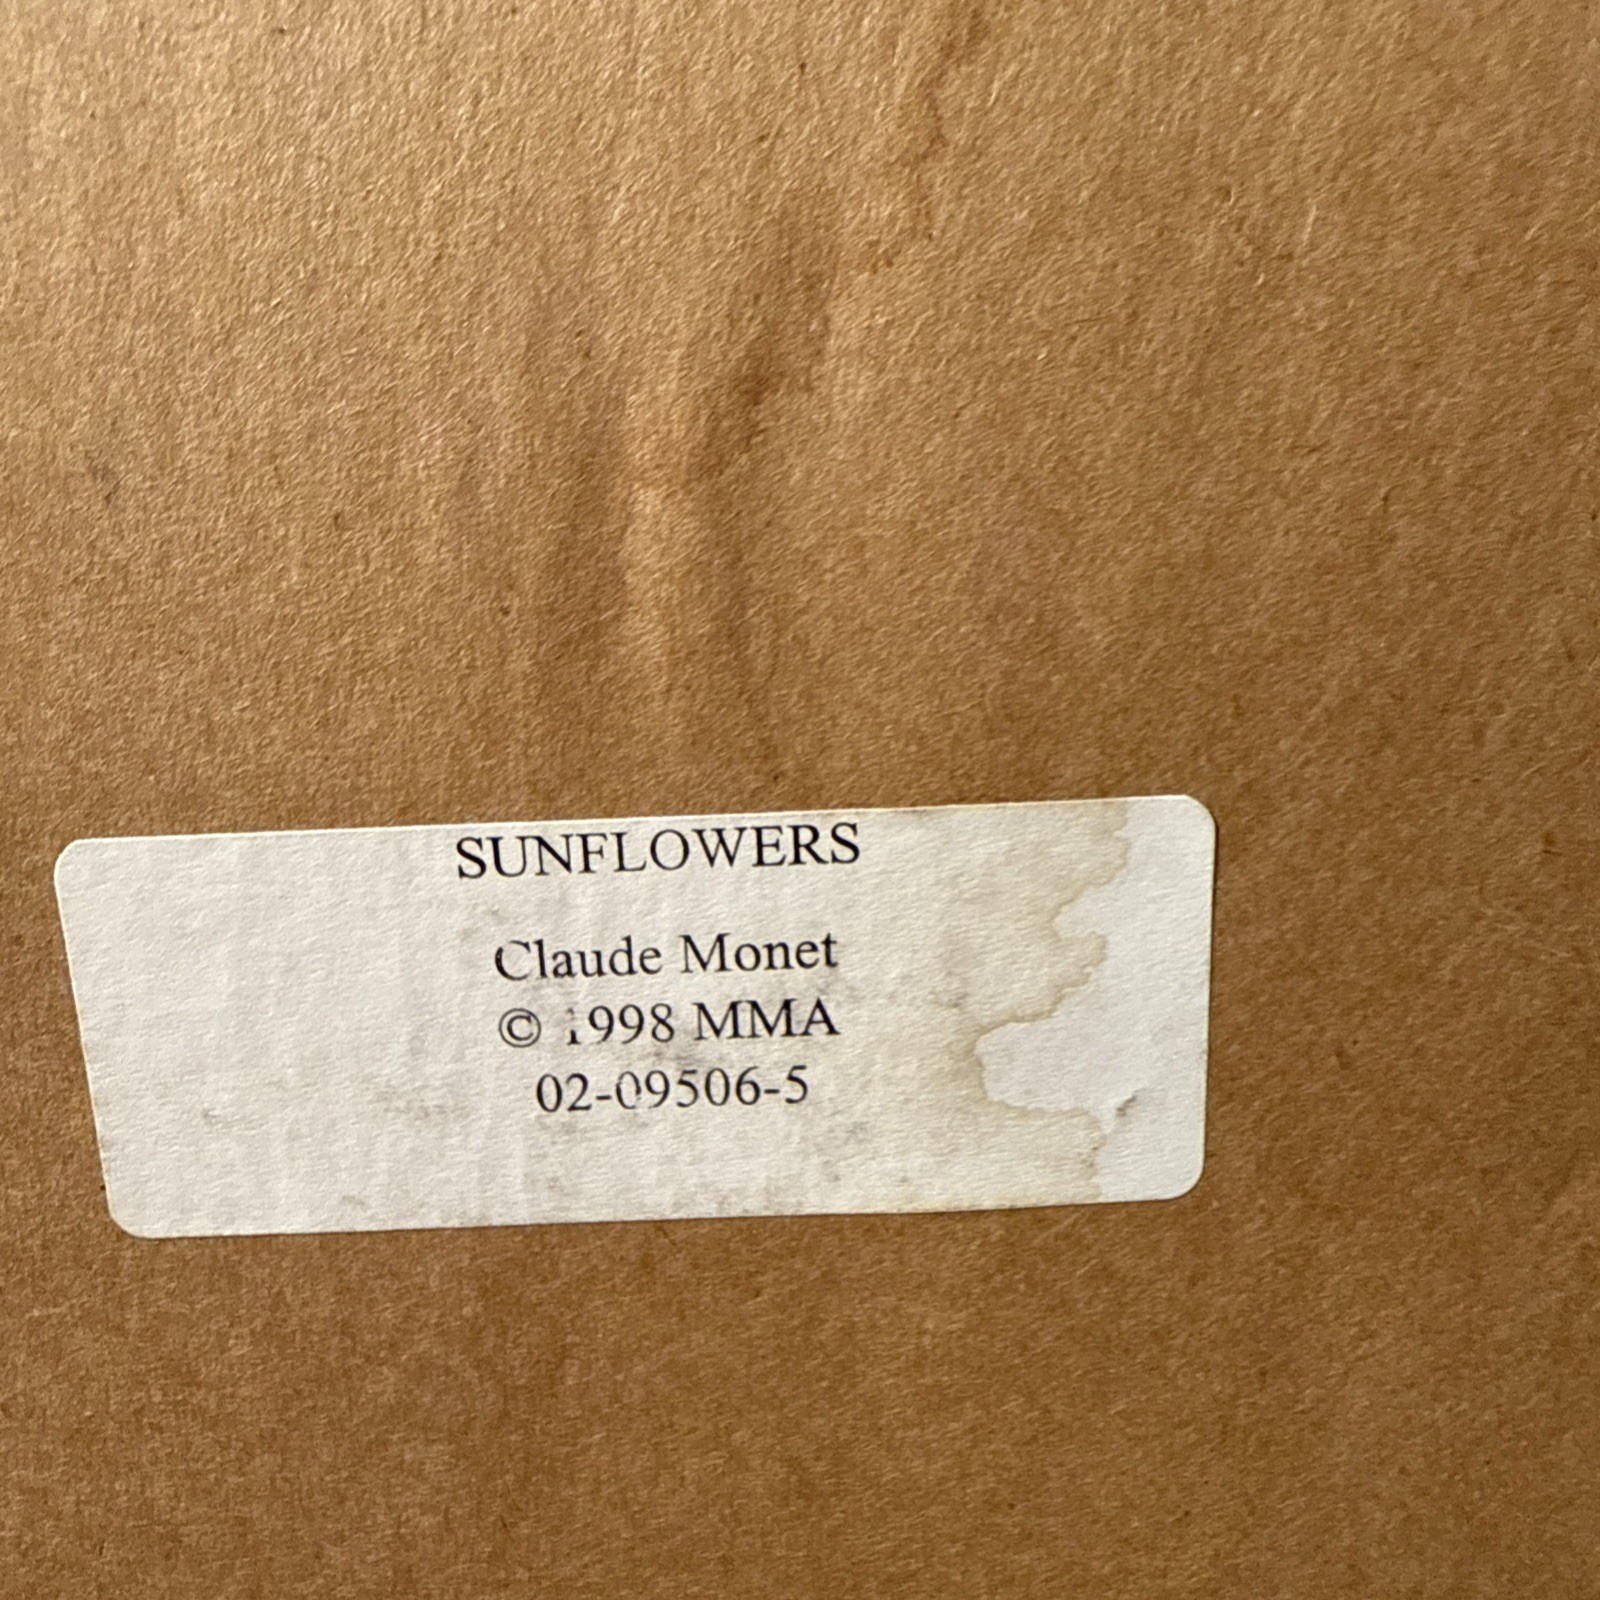 SUNFLOWERS
Claude Monet
© 1998 MMA
02-09506-5